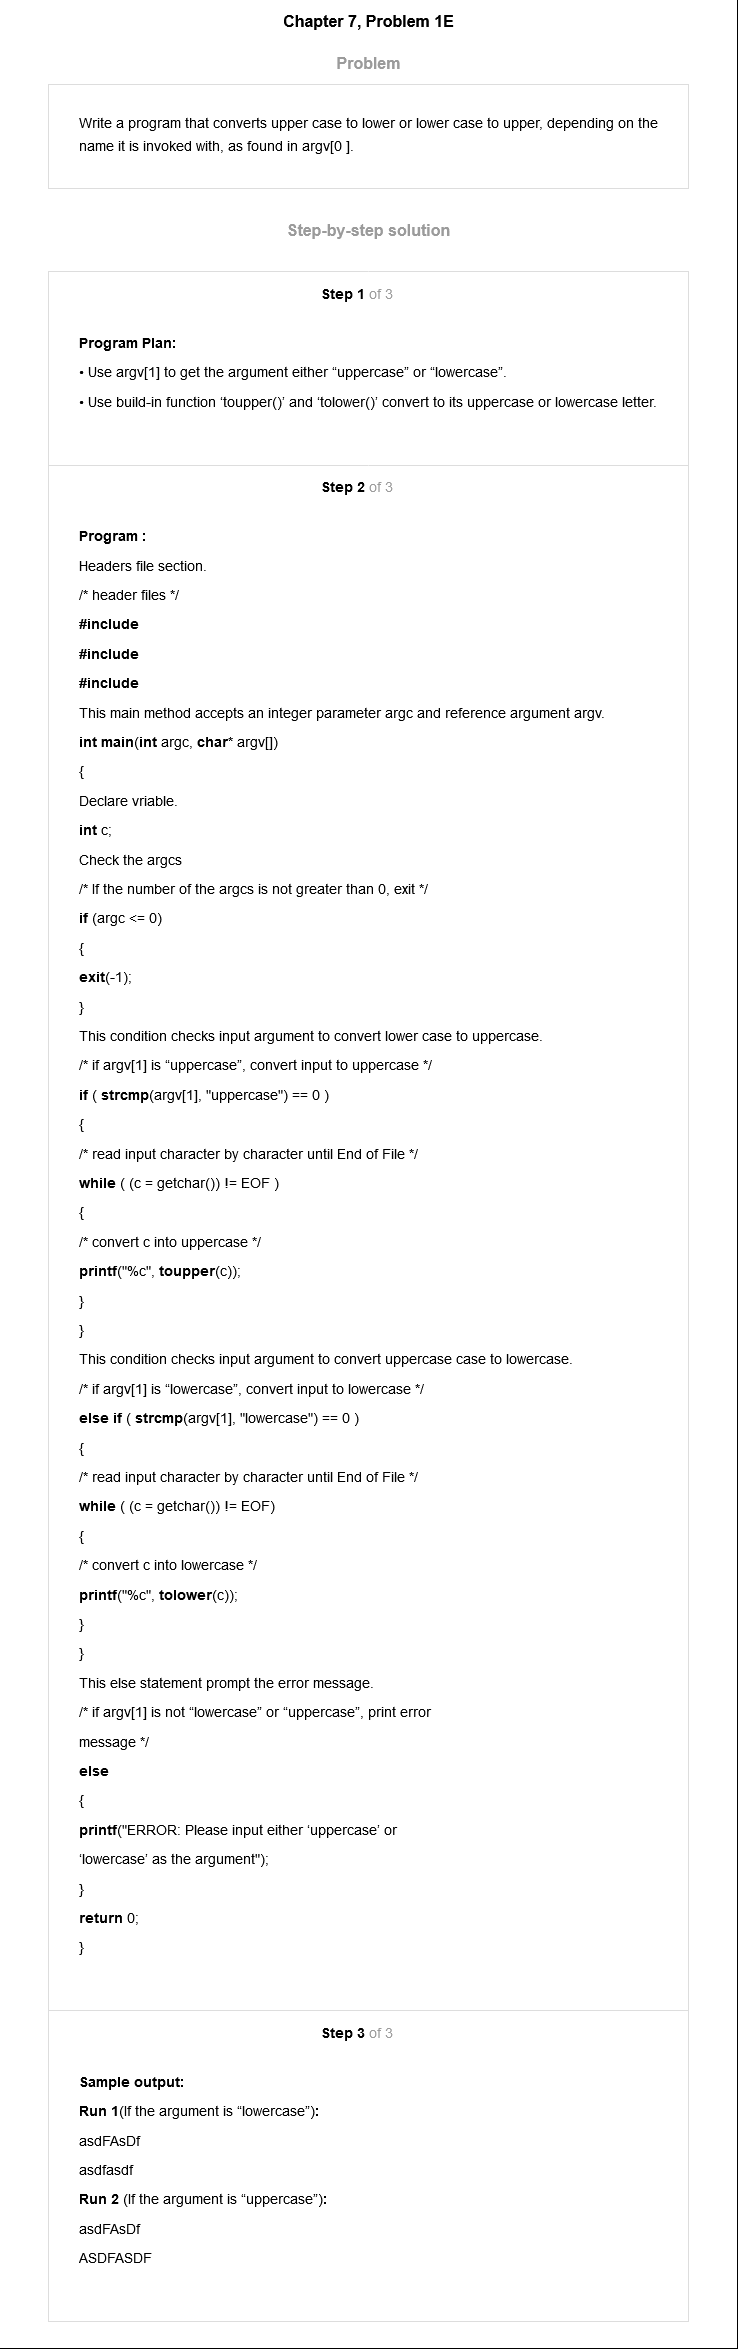 Chapter 7, Problem 1E
Problem
Write a program that converts upper case to lower or lower case to upper, depending on the
name it is invoked with, as found in argv[0 ].
Step-by-step solution
Step 1 of 3
Program Plan:
• Use argv[1] to get the argument either “uppercase” or “lowercase”.
• Use build-in function ‘toupper()’ and ‘tolower()’ convert to its uppercase or lowercase letter.
Step 2 of 3
Program :
Headers file section.
/* header files */
#include
#include
#include
This main method accepts an integer parameter argc and reference argument argv.
int main(int argc, char* argv[])
{
Declare vriable.
int c;
Check the argcs
/* If the number of the argcs is not greater than 0, exit */
if (argc <= 0)
{
exit(-1);
}
This condition checks input argument to convert lower case to uppercase.
/* if argv[1] is “uppercase”, convert input to uppercase */
if ( strcmp(argv[1], "uppercase") == 0 )
{
/* read input character by character until End of File */
while ( (c = getchar()) != EOF )
{
/* convert c into uppercase */
printf("%c", toupper(c));
}
}
This condition checks input argument to convert uppercase case to lowercase.
/* if argv[1] is “lowercase”, convert input to lowercase */
else if ( strcmp(argv[1], "lowercase") == 0 )
{
/* read input character by character until End of File */
while ( (c = getchar()) != EOF)
{
/* convert c into lowercase */
printf("%c", tolower(c));
}
}
This else statement prompt the error message.
/* if argv[1] is not “lowercase” or “uppercase”, print error
message */
else
{
printf("ERROR: Please input either ‘uppercase’ or
‘lowercase’ as the argument");
}
return 0;
}
Step 3 of 3
Sample output:
Run 1(If the argument is “lowercase”):
asdFAsDf
asdfasdf
Run 2 (If the argument is “uppercase”):
asdFAsDf
ASDFASDF